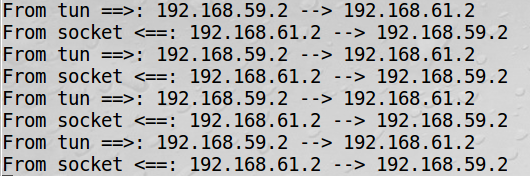 From tun ==>: 192.168.59.2 --> 192.168.61.2
From socket <==: 192.168.61.2 --> 192.168.59.2
From tun ==>: 192.168.59.2 --> 192.168.61.2
From socket <==: 192.168.61.2 --> 192.168.59.2
From tun ==>: 192.168.59.2 --> 192.168.61.2
From socket <==: 192.168.61.2 --> 192.168.59.2
From tun ==>: 192.168.59.2 --> 192.168.61.2
From socket <==: 192.168.61.2 --> 192.168.59.2